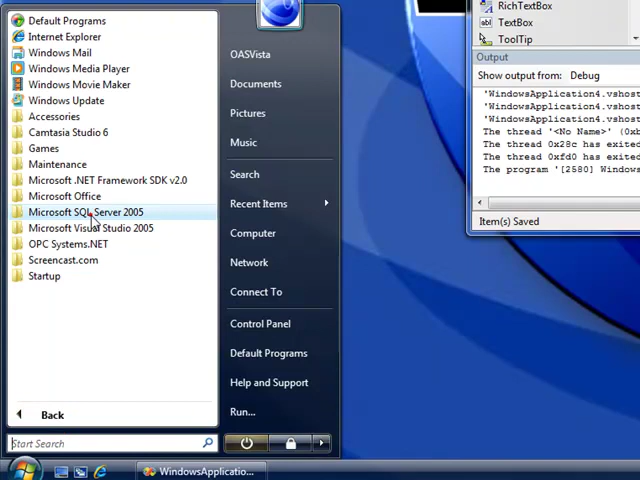 Default Programs
Internet Explorer
Windows Mail
Windows Media Player
Windows Movie Maker
Windows Update
Accessories
Camtasia Studio 6
Games
Maintenance
Microsoft .NET Framework SDK v2.0
Microsoft Office
Microsoft SQL Server 2005
Microsoft Visual Studio 2005
OPC Systems.NET
Screencast.com
Startup
Back
Start Search
OASVista
Documents
Pictures
Music
Search
Recent Items
Computer
Network
Connect To
Control Panel
Default Programs
Help and Support
Run...
RichTextBox
abl TextBox
ToolTip
Output
Show output from: Debug
'WindowsApplication4.vshost
'WindowsApplication4.vshost
'WindowsApplication4.vshost
The thread '<No Name>' (0xb
The thread 0x28c has exited
The thread 0xfd0 has exited
The program '[2580] Windows
Item(s) Saved
WindowsApplicatio...